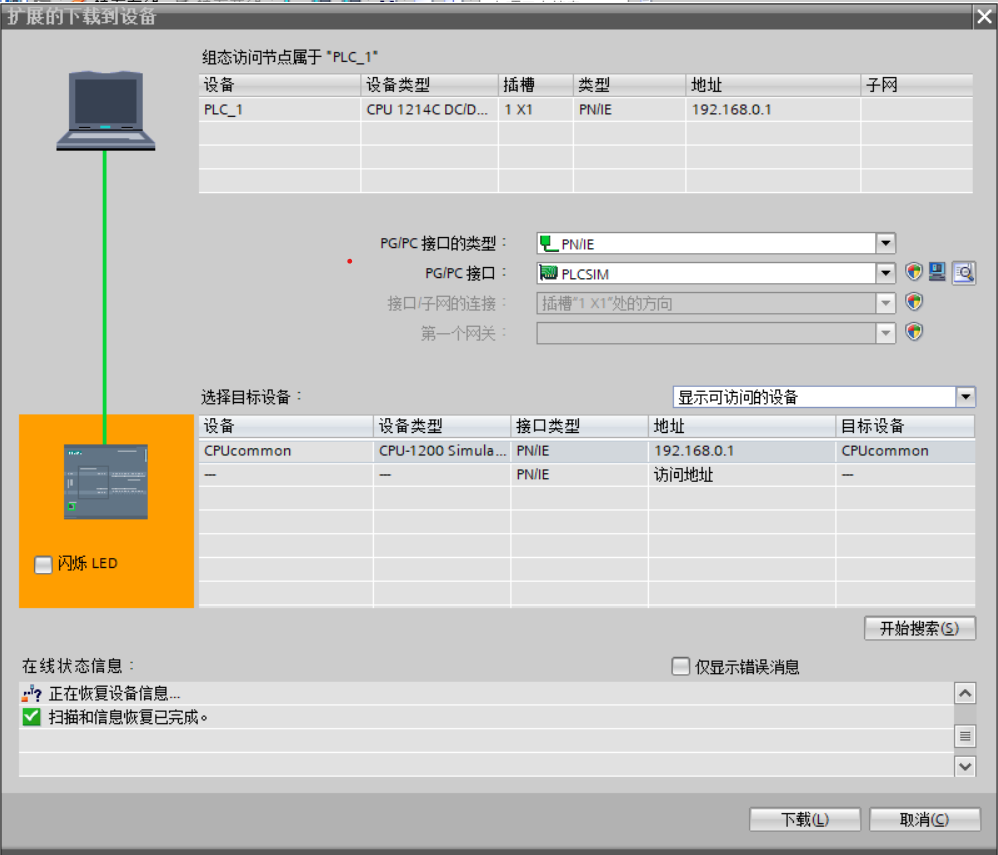 扩展的下载到设备
组态访问节点属于 "PLC_1"
设备 设备类型 插槽 类型 地址 子网
PLC_1 CPU 1214C DC/D... 1 X1 PN/IE 192.168.0.1
PG/PC 接口的类型： PN/IE
PG/PC 接口： PLCSIM
接口/子网的连接： 插槽"1 X1"处的方向
第一个网关：
选择目标设备： 显示可访问的设备
设备 设备类型 接口类型 地址 目标设备
CPUcommon CPU-1200 Simula... PN/IE 192.168.0.1 CPUcommon
— — PN/IE 访问地址 —
闪烁 LED
开始搜索(S)
在线状态信息： 仅显示错误消息
正在恢复设备信息...
扫描和信息恢复已完成。
下载(L) 取消(C)